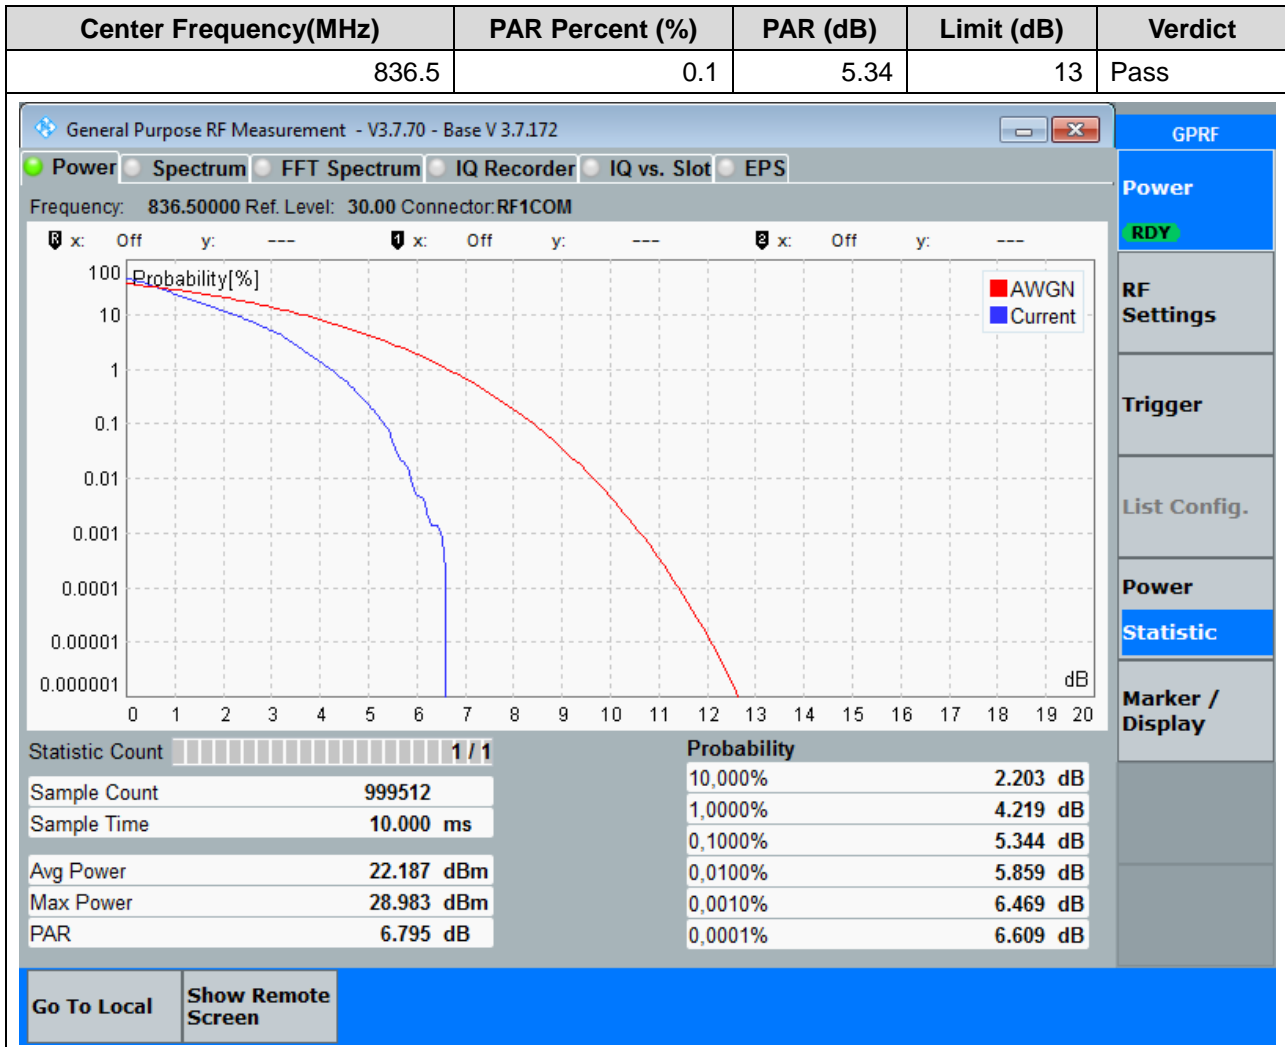 Center Frequency(MHz) PAR Percent (%) PAR (dB) Limit (dB) Verdict
836.5 0.1 5.34 13 Pass
General Purpose RF Measurement - V3.7.70 - Base V 3.7.172
GPRF
Power Spectrum FFT Spectrum IQ Recorder IQ vs. Slot EPS
Power
RDY
Frequency: 836.50000 Ref. Level: 30.00 Connector: RF1COM
R x: Off y: --- 1 x: Off y: --- 2 x: Off y: ---
Probability[%]
AWGN
Current
100
10
1
0.1
0.01
0.001
0.0001
0.00001
0.000001
dB
0 1 2 3 4 5 6 7 8 9 10 11 12 13 14 15 16 17 18 19 20
RF
Settings
Trigger
List Config.
Power
Statistic
Marker /
Display
Statistic Count 1 / 1
Sample Count 999512
Sample Time 10.000 ms
Avg Power 22.187 dBm
Max Power 28.983 dBm
PAR 6.795 dB
Probability
10,000% 2.203 dB
1,0000% 4.219 dB
0,1000% 5.344 dB
0,0100% 5.859 dB
0,0010% 6.469 dB
0,0001% 6.609 dB
Go To Local
Show Remote
Screen